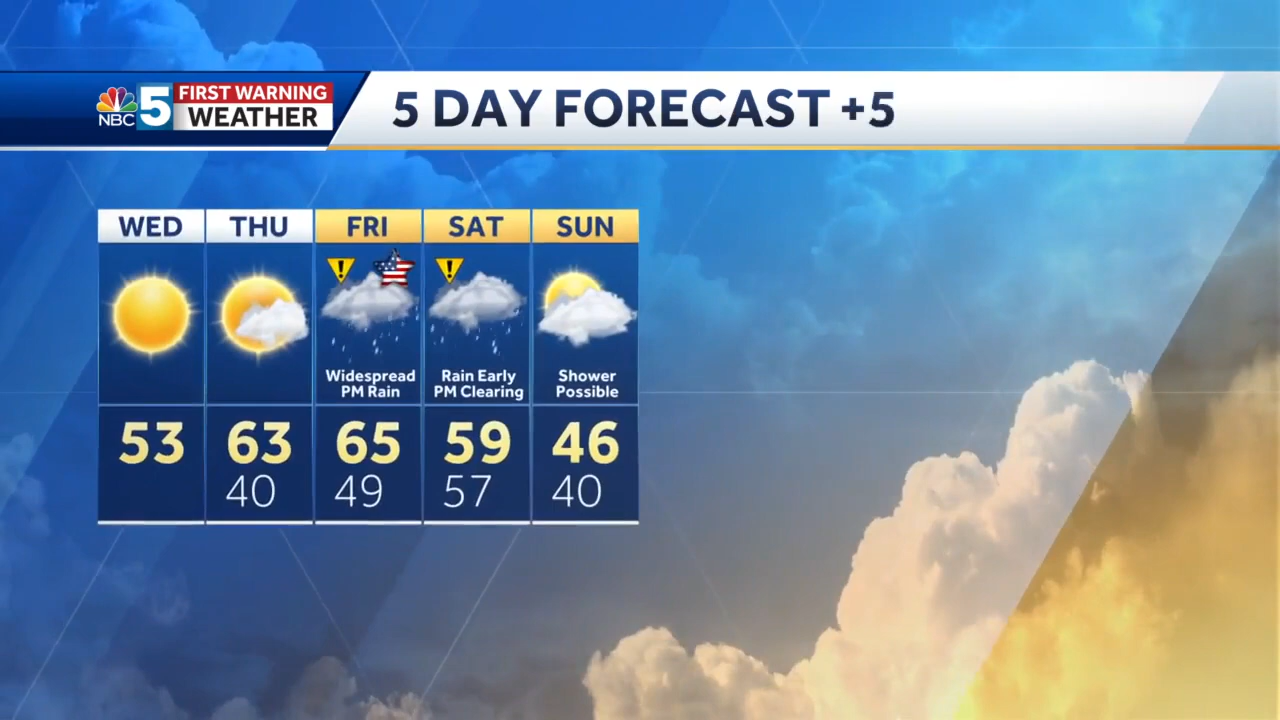 NBC 5 FIRST WARNING
WEATHER
5 DAY FORECAST +5
WED THU FRI SAT SUN
! !
Widespread Rain Early Shower
PM Rain PM Clearing Possible
53 63 65 59 46
40 49 57 40